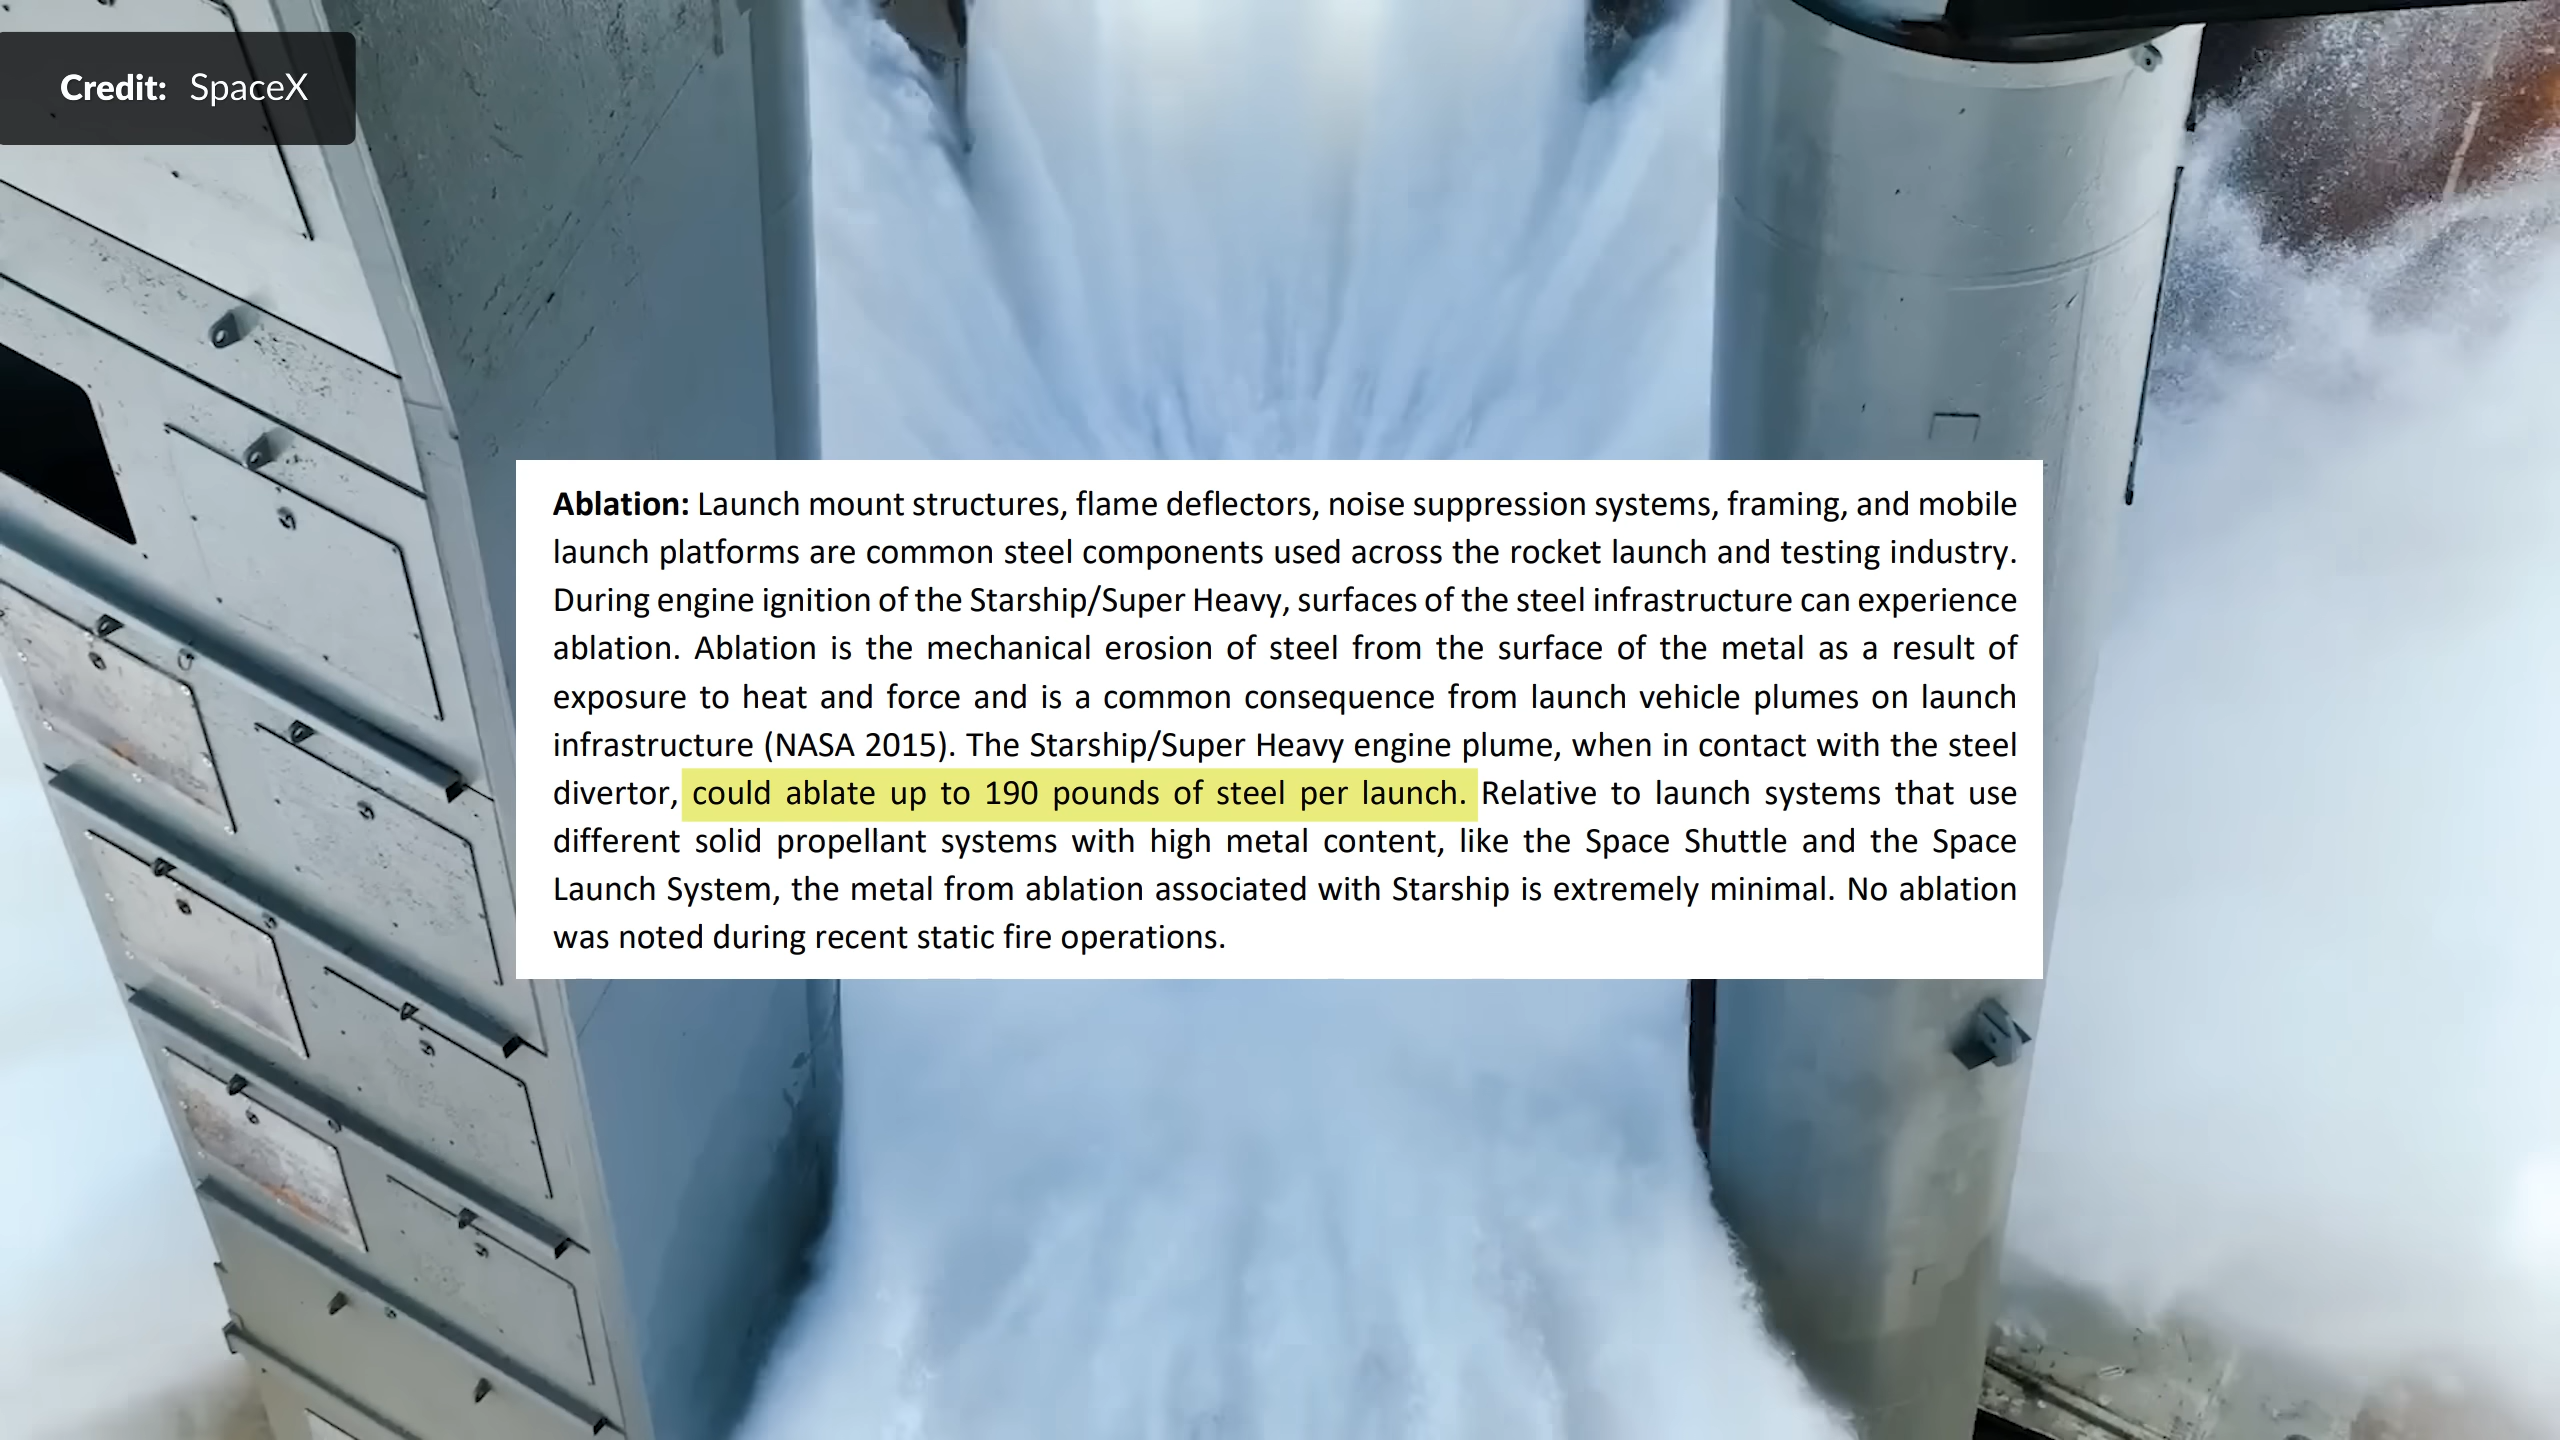 Credit: SpaceX
Ablation: Launch mount structures, flame deflectors, noise suppression systems, framing, and mobile
launch platforms are common steel components used across the rocket launch and testing industry.
During engine ignition of the Starship/Super Heavy, surfaces of the steel infrastructure can experience
ablation. Ablation is the mechanical erosion of steel from the surface of the metal as a result of
exposure to heat and force and is a common consequence from launch vehicle plumes on launch
infrastructure (NASA 2015). The Starship/Super Heavy engine plume, when in contact with the steel
divertor, could ablate up to 190 pounds of steel per launch. Relative to launch systems that use
different solid propellant systems with high metal content, like the Space Shuttle and the Space
Launch System, the metal from ablation associated with Starship is extremely minimal. No ablation
was noted during recent static fire operations.